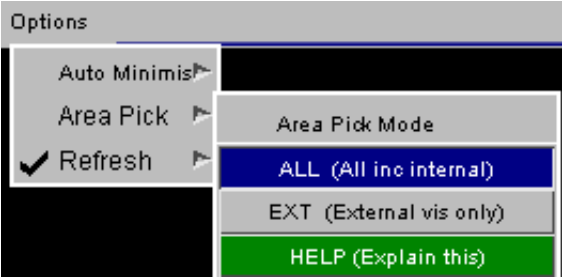 Options
Auto Minimis
Area Pick
Refresh
Area Pick Mode
ALL (All inc internal)
EXT (External vis only)
HELP (Explain this)